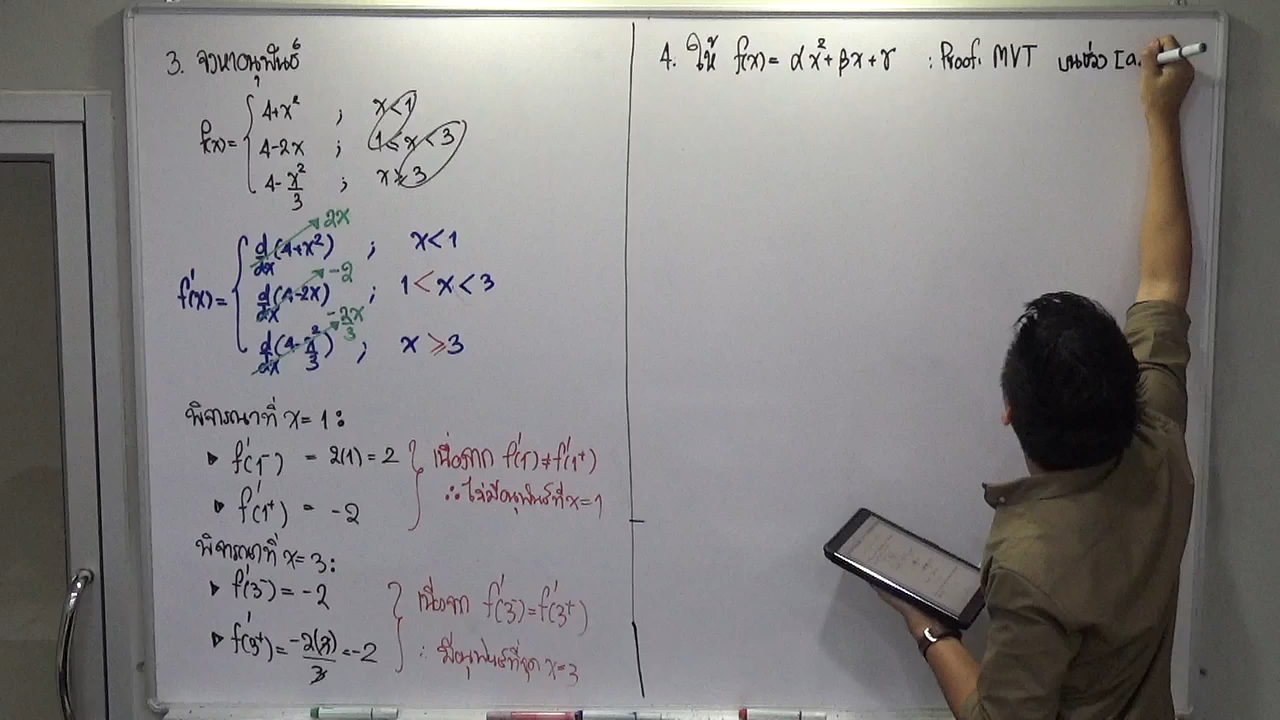 3. จงหาอนุพันธ์
f(x) = { 4+x² ; x<1
4-2x ; 1≤x<3
4-x²/3 ; x≥3
f'(x) = { d/dx(4+x²) → 2x ; x<1
d/dx(4-2x) → -2 ; 1<x<3
d/dx(4-x²/3) → -2x/3 ; x≥3
พิจารณาที่ x=1:
▸ f'(1⁻) = 2(1) = 2
▸ f'(1⁺) = -2
} เนื่องจาก f'(1⁻)≠f'(1⁺)
∴ ไม่มีอนุพันธ์ที่ x=1
พิจารณาที่ x=3:
▸ f'(3⁻) = -2
▸ f'(3⁺) = -2(3)/3 = -2
} เนื่องจาก f'(3⁻)=f'(3⁺)
∴ มีอนุพันธ์ที่จุด x=3
4. ให้ f(x) = αx²+βx+γ : Proof. MVT บนช่วง [a,